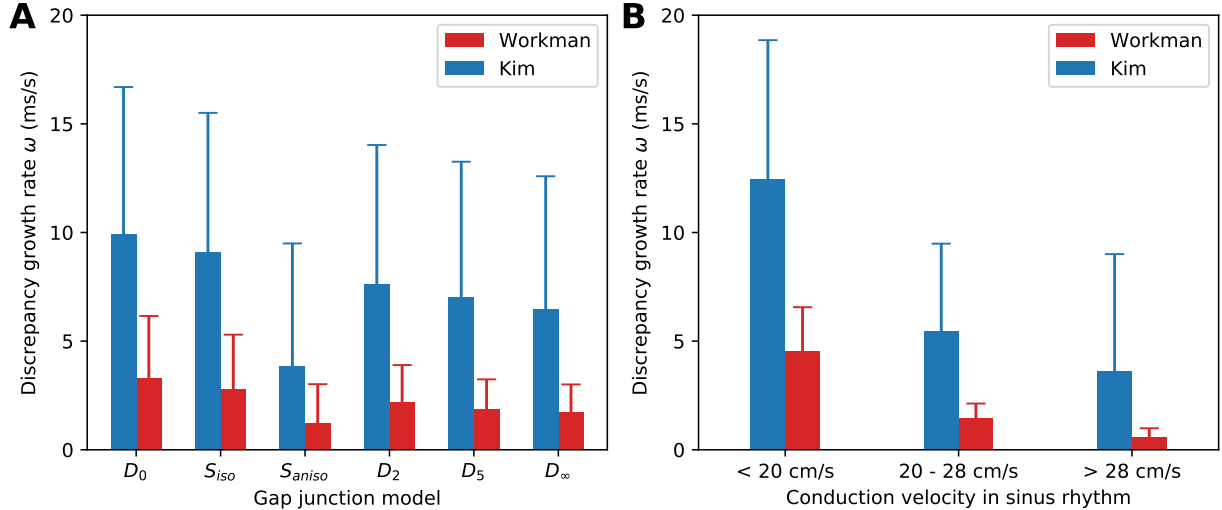 A
Discrepancy growth rate ω (ms/s)
20
15
10
5
0
Workman
Kim
D₀ S_iso S_aniso D₂ D₅ D∞
Gap junction model
B
Discrepancy growth rate ω (ms/s)
20
15
10
5
0
Workman
Kim
< 20 cm/s 20 - 28 cm/s > 28 cm/s
Conduction velocity in sinus rhythm